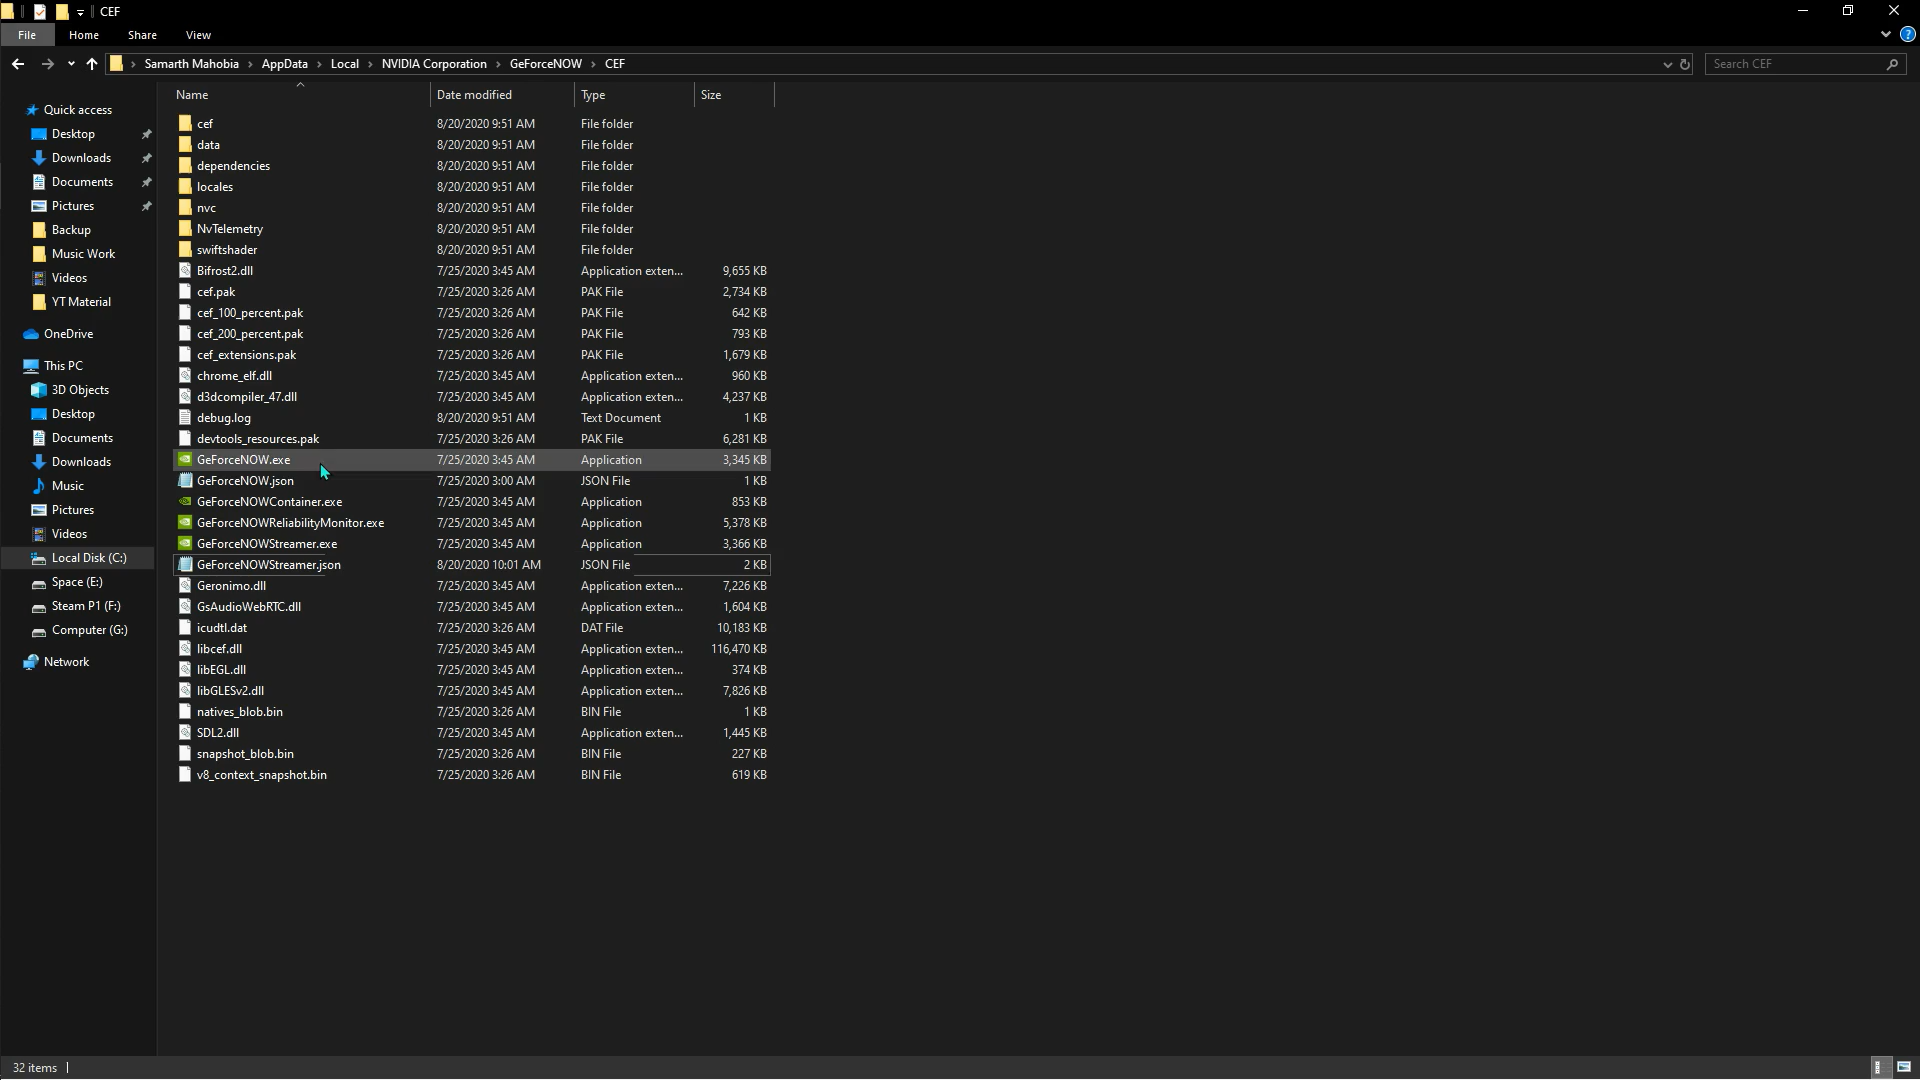 CEF
File Home Share View
Samarth Mahobia > AppData > Local > NVIDIA Corporation > GeForceNOW > CEF
Search CEF
Name Date modified Type Size
Quick access
Desktop
Downloads
Documents
Pictures
Backup
Music Work
Videos
YT Material
OneDrive
This PC
3D Objects
Desktop
Documents
Downloads
Music
Pictures
Videos
Local Disk (C:)
Space (E:)
Steam P1 (F:)
Computer (G:)
Network
cef 8/20/2020 9:51 AM File folder
data 8/20/2020 9:51 AM File folder
dependencies 8/20/2020 9:51 AM File folder
locales 8/20/2020 9:51 AM File folder
nvc 8/20/2020 9:51 AM File folder
NvTelemetry 8/20/2020 9:51 AM File folder
swiftshader 8/20/2020 9:51 AM File folder
Bifrost2.dll 7/25/2020 3:45 AM Application exten... 9,655 KB
cef.pak 7/25/2020 3:26 AM PAK File 2,734 KB
cef_100_percent.pak 7/25/2020 3:26 AM PAK File 642 KB
cef_200_percent.pak 7/25/2020 3:26 AM PAK File 793 KB
cef_extensions.pak 7/25/2020 3:26 AM PAK File 1,679 KB
chrome_elf.dll 7/25/2020 3:45 AM Application exten... 960 KB
d3dcompiler_47.dll 7/25/2020 3:45 AM Application exten... 4,237 KB
debug.log 8/20/2020 9:51 AM Text Document 1 KB
devtools_resources.pak 7/25/2020 3:26 AM PAK File 6,281 KB
GeForceNOW.exe 7/25/2020 3:45 AM Application 3,345 KB
GeForceNOW.json 7/25/2020 3:00 AM JSON File 1 KB
GeForceNOWContainer.exe 7/25/2020 3:45 AM Application 853 KB
GeForceNOWReliabilityMonitor.exe 7/25/2020 3:45 AM Application 5,378 KB
GeForceNOWStreamer.exe 7/25/2020 3:45 AM Application 3,366 KB
GeForceNOWStreamer.json 8/20/2020 10:01 AM JSON File 2 KB
Geronimo.dll 7/25/2020 3:45 AM Application exten... 7,226 KB
GsAudioWebRTC.dll 7/25/2020 3:45 AM Application exten... 1,604 KB
icudtl.dat 7/25/2020 3:26 AM DAT File 10,183 KB
libcef.dll 7/25/2020 3:45 AM Application exten... 116,470 KB
libEGL.dll 7/25/2020 3:45 AM Application exten... 374 KB
libGLESv2.dll 7/25/2020 3:45 AM Application exten... 7,826 KB
natives_blob.bin 7/25/2020 3:26 AM BIN File 1 KB
SDL2.dll 7/25/2020 3:45 AM Application exten... 1,445 KB
snapshot_blob.bin 7/25/2020 3:26 AM BIN File 227 KB
v8_context_snapshot.bin 7/25/2020 3:26 AM BIN File 619 KB
32 items